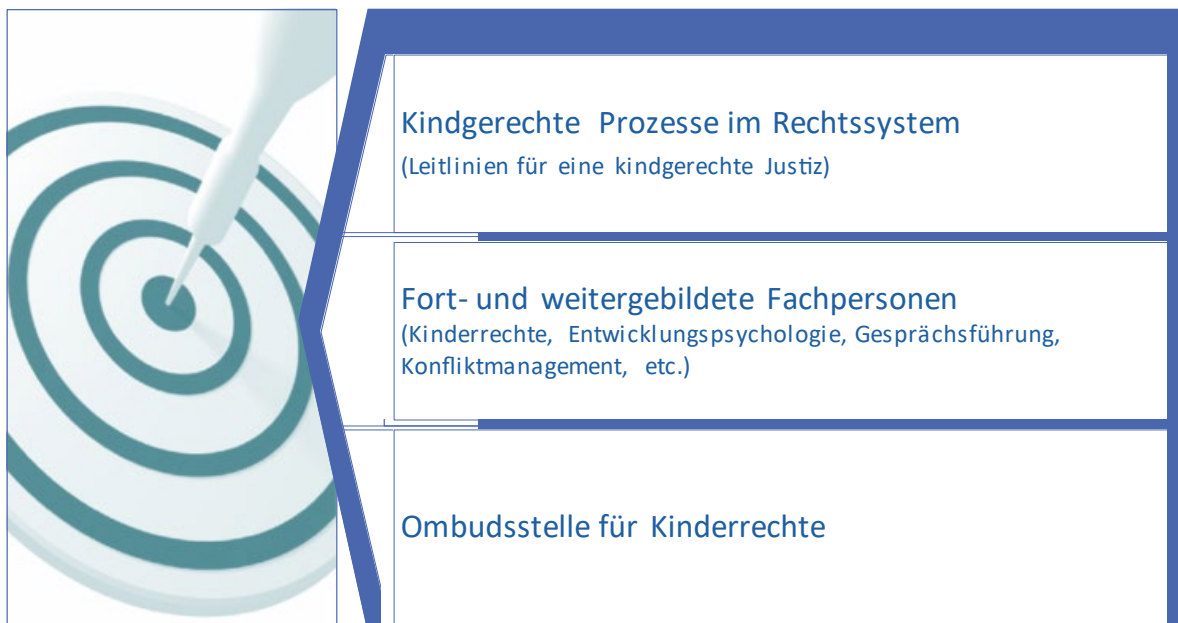 Kindgerechte Prozesse im Rechtssystem
(Leitlinien für eine kindgerechte Justiz)
Fort- und weitergebildete Fachpersonen
(Kinderrechte, Entwicklungspsychologie, Gesprächsführung,
Konfliktmanagement, etc.)
Ombudsstelle für Kinderrechte